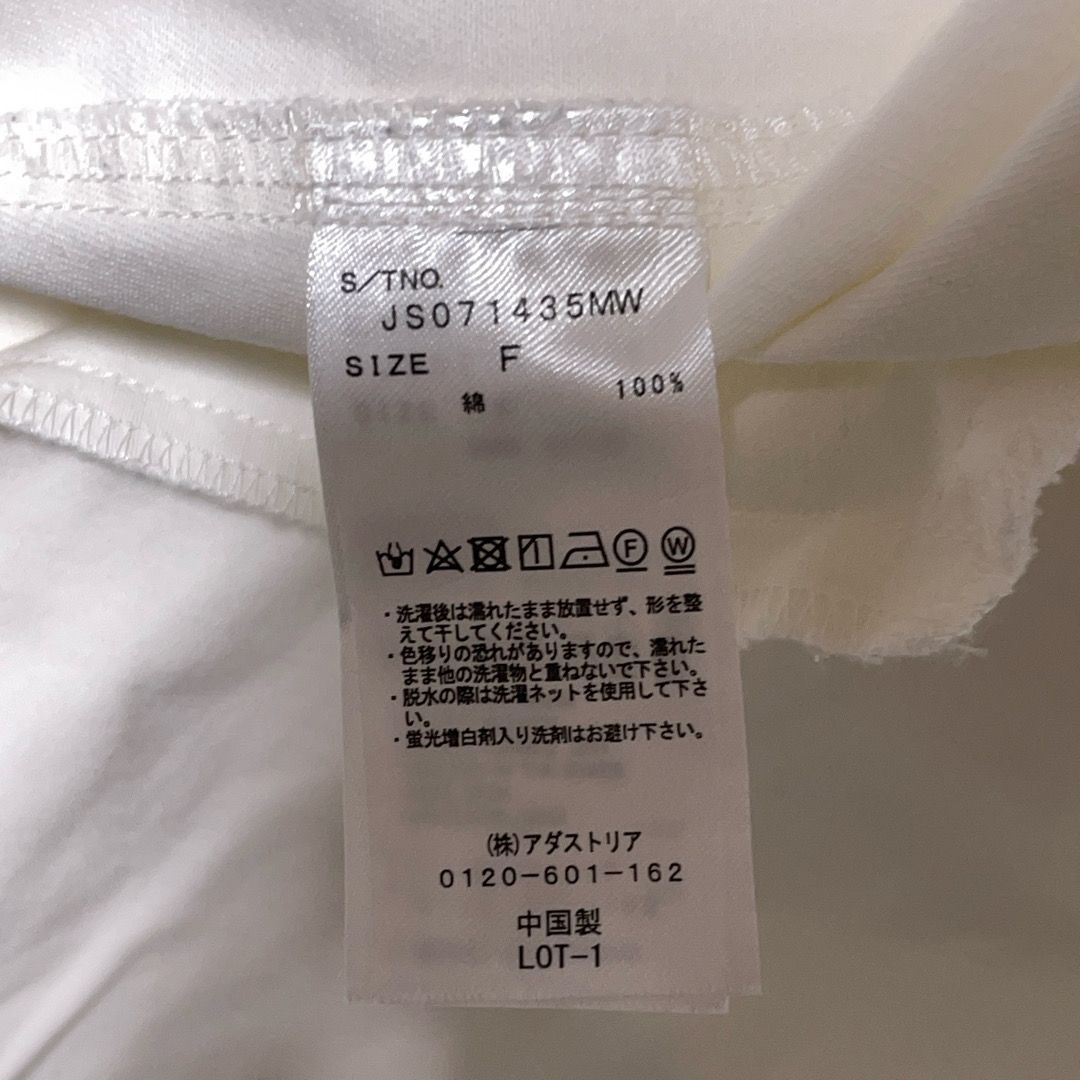 S/TNO.
JS071435MW
SIZE F
綿 100%
F W
・洗濯後は濡れたまま放置せず、形を整
えて干してください。
・色移りの恐れがありますので、濡れた
まま他の洗濯物と重ねないで下さい。
・脱水の際は洗濯ネットを使用して下さ
い。
・蛍光増白剤入り洗剤はお避け下さい。
(株)アダストリア
0120-601-162
中国製
LOT-1